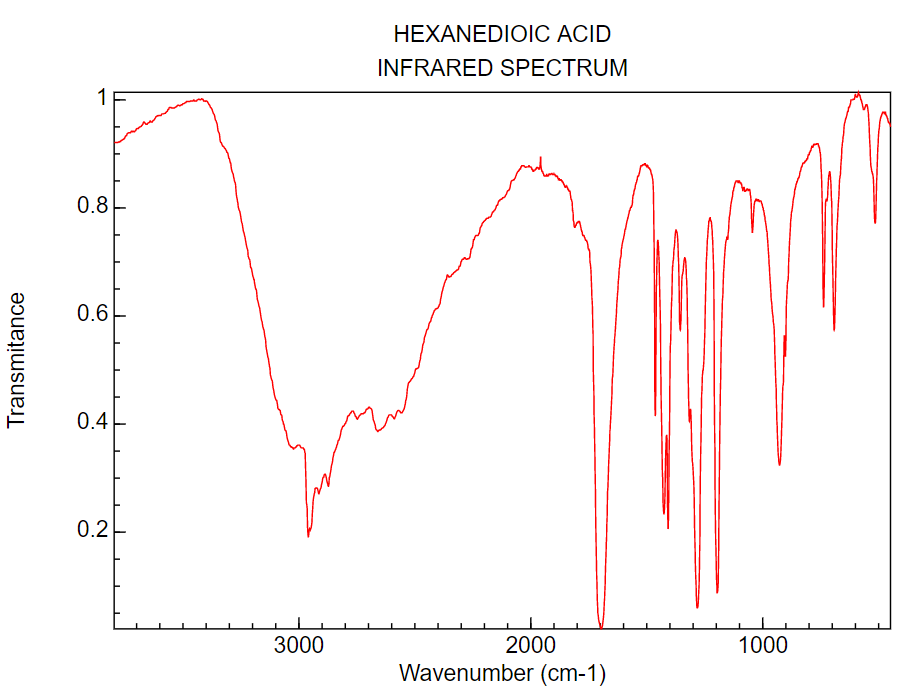 HEXANEDIOIC ACID
INFRARED SPECTRUM
1
0.8
0.6
0.4
0.2
Transmitance
3000
2000
1000
Wavenumber (cm-1)